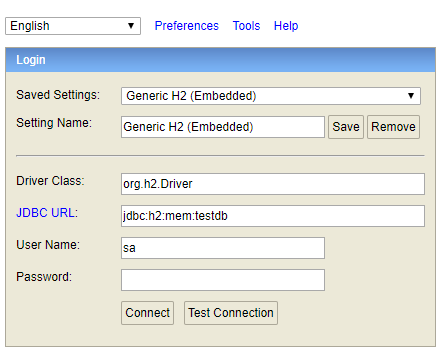 English Preferences Tools Help
Login
Saved Settings: Generic H2 (Embedded)
Setting Name: Generic H2 (Embedded) Save Remove
Driver Class: org.h2.Driver
JDBC URL: jdbc:h2:mem:testdb
User Name: sa
Password:
Connect Test Connection